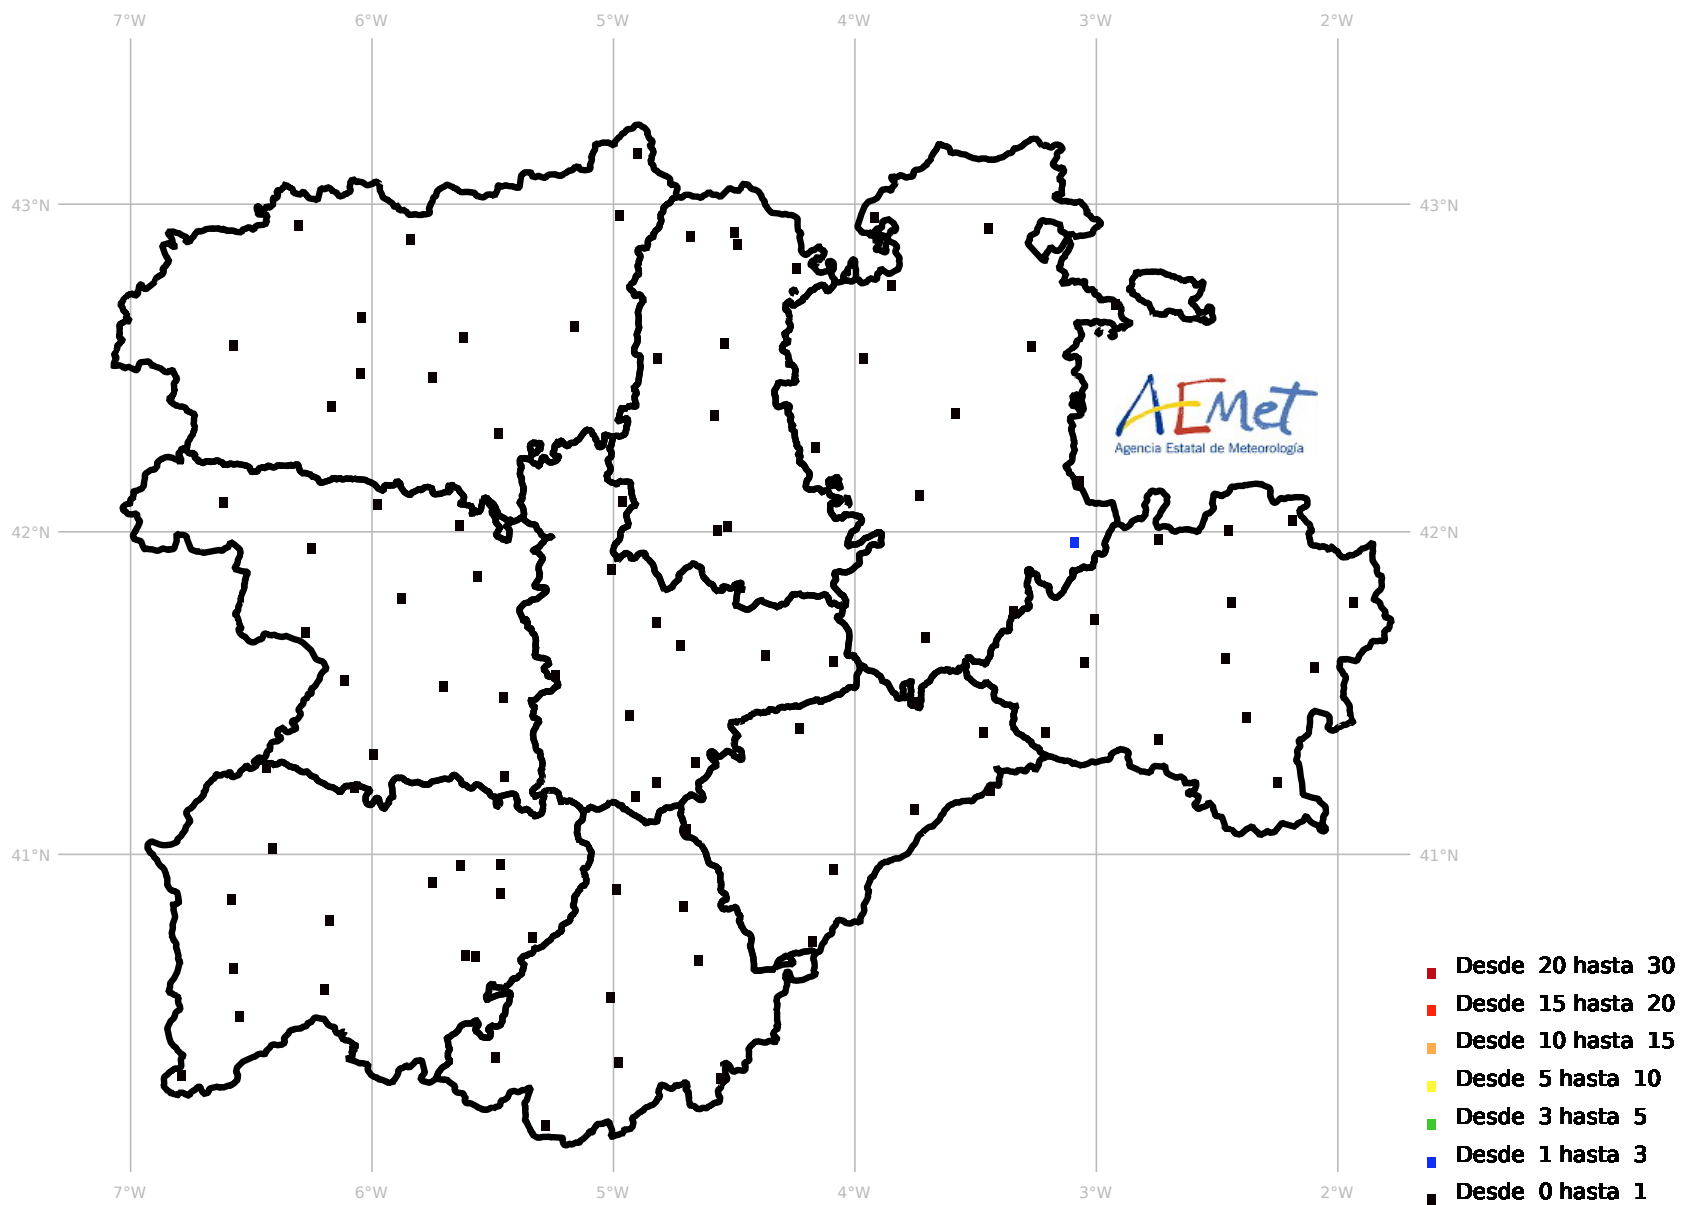 7°W 6°W 5°W 4°W 3°W 2°W
43°N 43°N
AEMet
Agencia Estatal de Meteorología
42°N 42°N
41°N 41°N
Desde 20 hasta 30
Desde 15 hasta 20
Desde 10 hasta 15
Desde 5 hasta 10
Desde 3 hasta 5
Desde 1 hasta 3
Desde 0 hasta 1
7°W 6°W 5°W 4°W 3°W 2°W